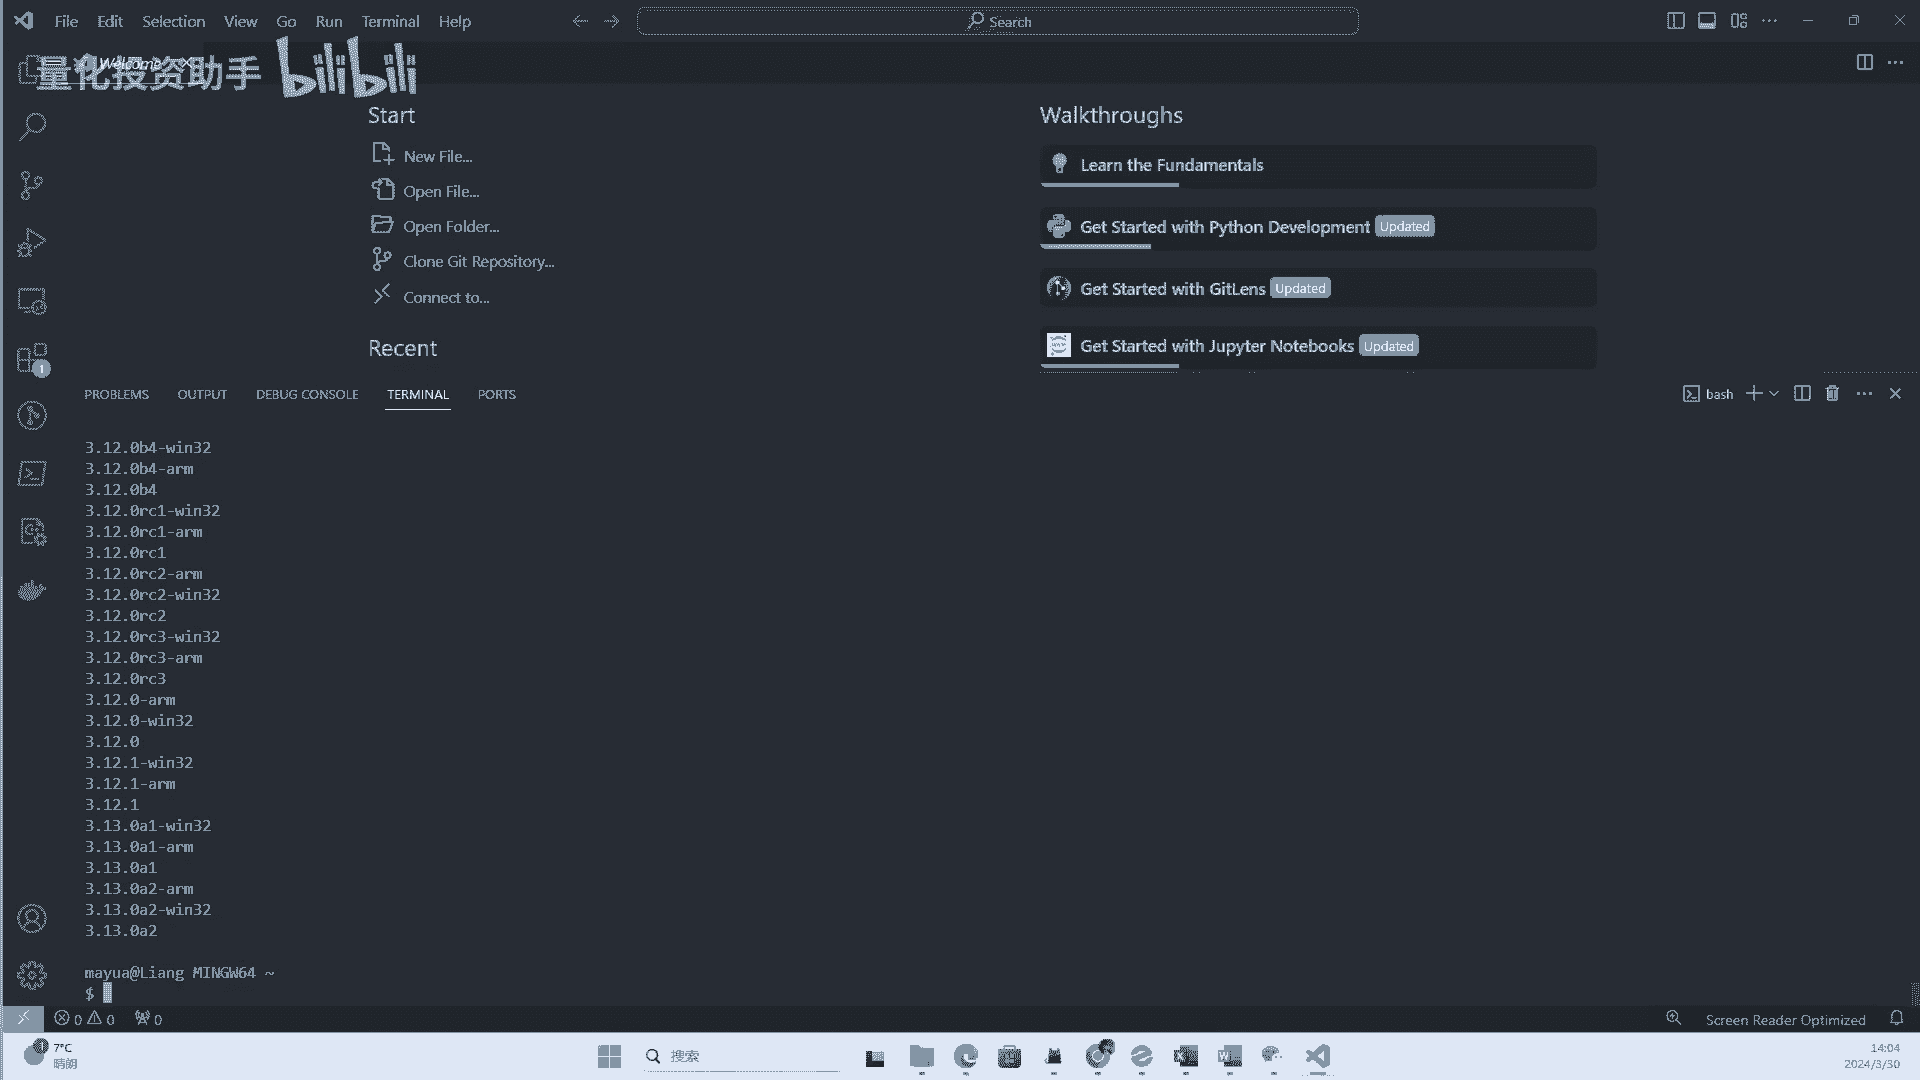 File Edit Selection View Go Run Terminal Help
Search
Welcome
量化投资助手 bilibili
Start
New File...
Open File...
Open Folder...
Clone Git Repository...
Connect to...
Recent
Walkthroughs
Learn the Fundamentals
Get Started with Python Development Updated
Get Started with GitLens Updated
Get Started with Jupyter Notebooks Updated
1
PROBLEMS OUTPUT DEBUG CONSOLE TERMINAL PORTS
bash
3.12.0b4-win32
3.12.0b4-arm
3.12.0b4
3.12.0rc1-win32
3.12.0rc1-arm
3.12.0rc1
3.12.0rc2-arm
3.12.0rc2-win32
3.12.0rc2
3.12.0rc3-win32
3.12.0rc3-arm
3.12.0rc3
3.12.0-arm
3.12.0-win32
3.12.0
3.12.1-win32
3.12.1-arm
3.12.1
3.13.0a1-win32
3.13.0a1-arm
3.13.0a1
3.13.0a2-arm
3.13.0a2-win32
3.13.0a2
mayua@Liang MINGW64 ~
$
0 0 0
Screen Reader Optimized
1
7°C
晴朗
搜索
14:04
2024/3/30